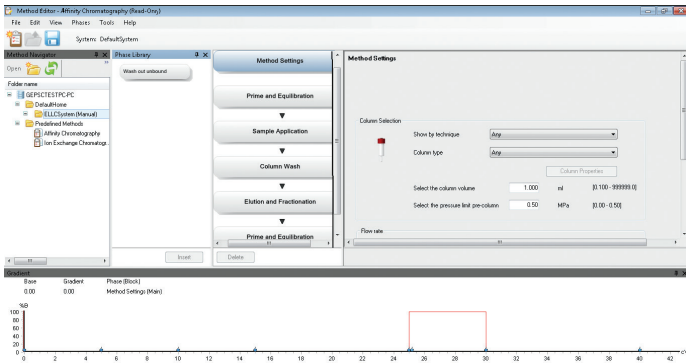 Method Editor - Affinity Chromatography (Read-Only)
File Edit View Phases Tools Help
System: DefaultSystem
Method Navigator
Open
Folder name
GEPSCTESTPC-PC
DefaultHome
ELLCSystem (Manual)
Predefined Methods
Affinity Chromatography
Ion Exchange Chromatogr...
Phase Library
Wash out unbound
Insert
Method Settings
Prime and Equilibration
Sample Application
Column Wash
Elution and Fractionation
Prime and Equilibration
Delete
Method Settings
Column Selection
Show by technique Any
Column type Any
Column Properties
Select the column volume 1.000 ml [0.100 - 999999.0]
Select the pressure limit pre-column 0.50 MPa [0.00 - 0.50]
Flow rate
Gradient
Base Gradient Phase (Block)
0.00 0.00 Method Settings (Main)
%B
100
80
60
40
20
0
0 2 4 6 8 10 12 14 16 18 20 22 24 26 28 30 32 34 36 38 40 42